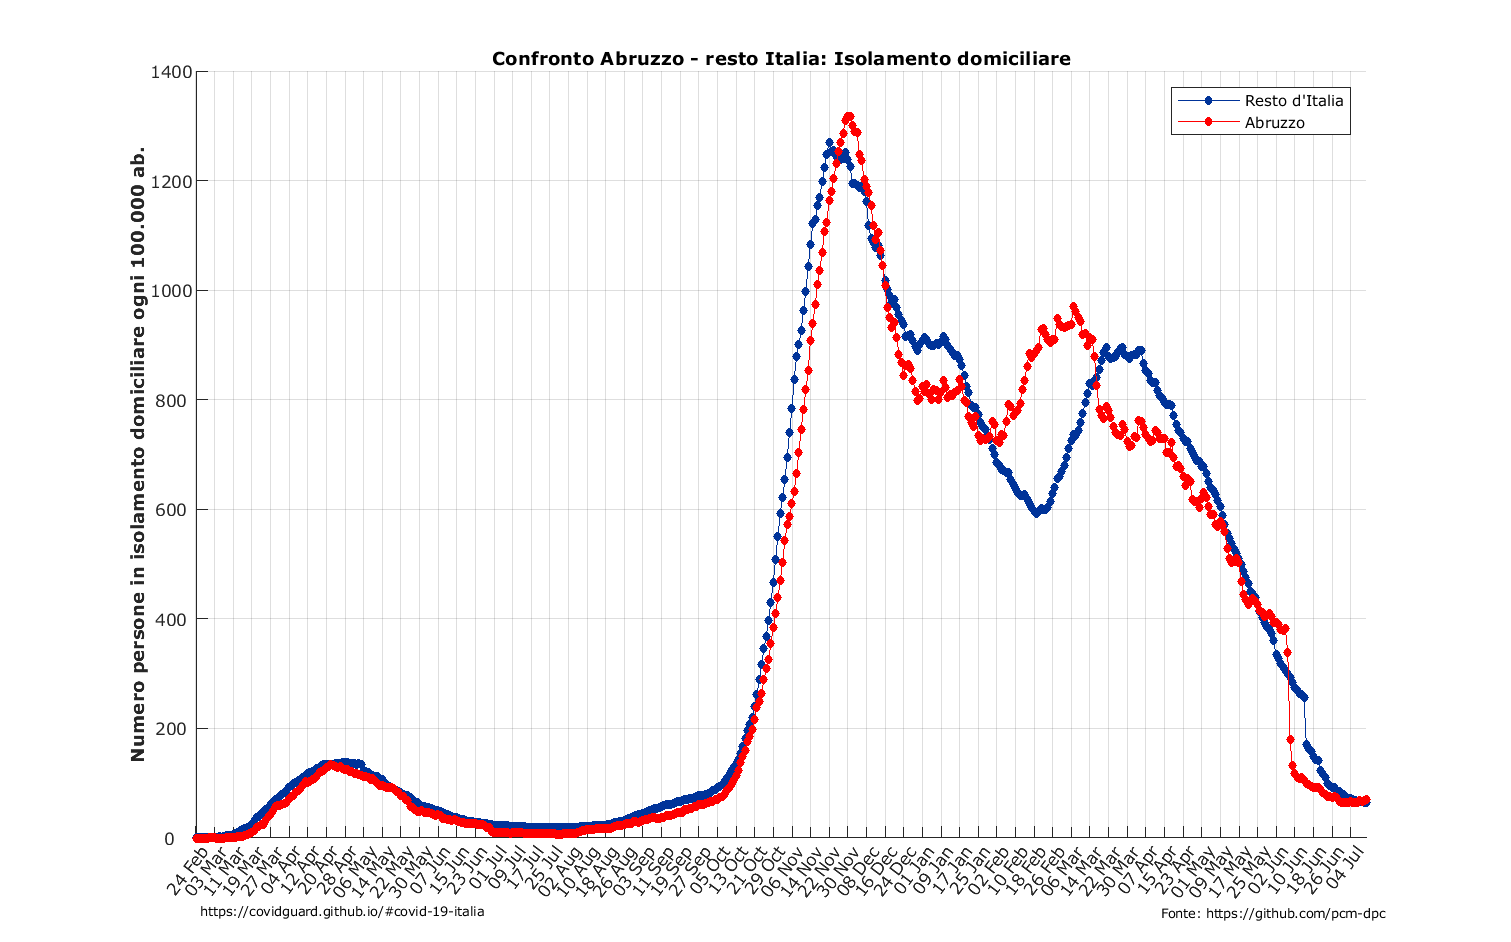 Confronto Abruzzo - resto Italia: Isolamento domiciliare
Numero persone in isolamento domiciliare ogni 100.000 ab.
1400
1200
1000
800
600
400
200
0
Resto d'Italia
Abruzzo
24 Feb
03 Mar
11 Mar
19 Mar
27 Mar
04 Apr
12 Apr
20 Apr
28 Apr
06 May
14 May
22 May
30 May
07 Jun
15 Jun
23 Jun
01 Jul
09 Jul
17 Jul
25 Jul
02 Aug
10 Aug
18 Aug
26 Aug
03 Sep
11 Sep
19 Sep
27 Sep
05 Oct
13 Oct
21 Oct
29 Oct
06 Nov
14 Nov
22 Nov
30 Nov
08 Dec
16 Dec
24 Dec
01 Jan
09 Jan
17 Jan
25 Jan
02 Feb
10 Feb
18 Feb
26 Feb
06 Mar
14 Mar
22 Mar
30 Mar
07 Apr
15 Apr
23 Apr
01 May
09 May
17 May
25 May
02 Jun
10 Jun
18 Jun
26 Jun
04 Jul
https://covidguard.github.io/#covid-19-italia
Fonte: https://github.com/pcm-dpc